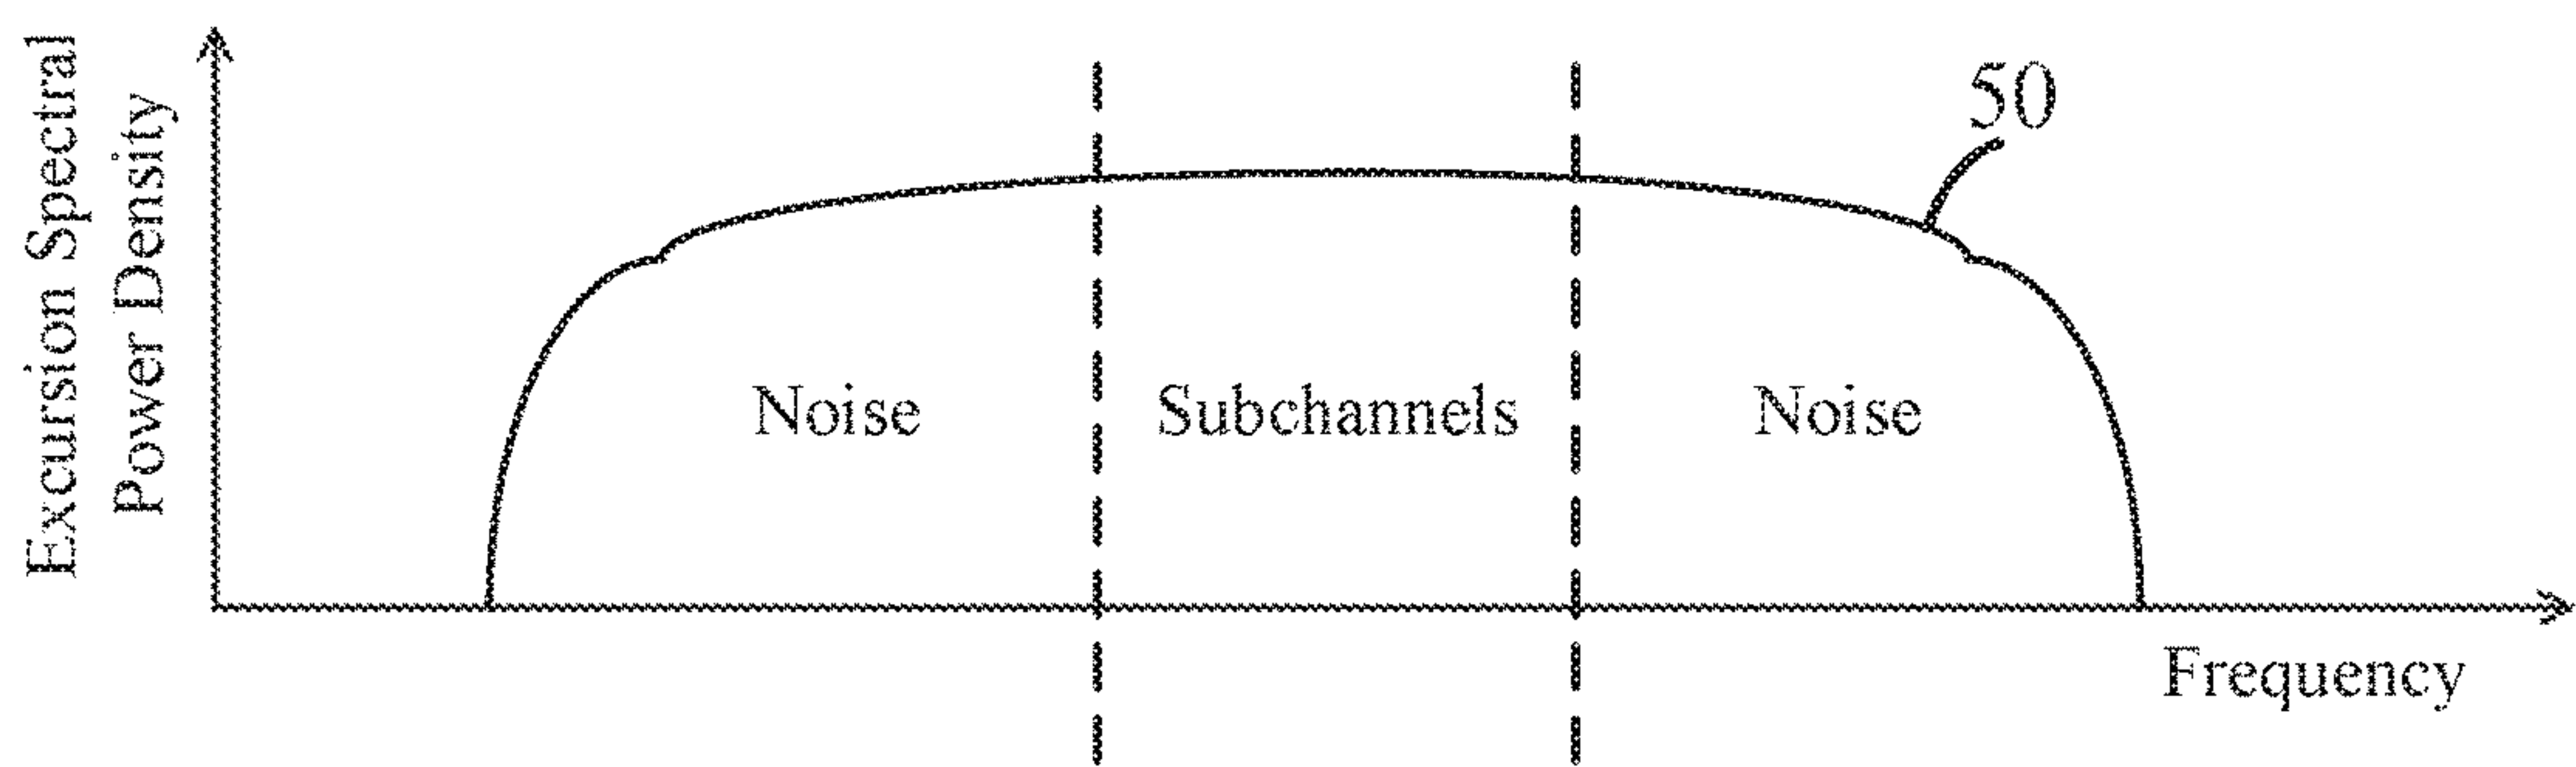 Excursion Spectral
Power Density
50
Noise
Subchannels
Noise
Frequency